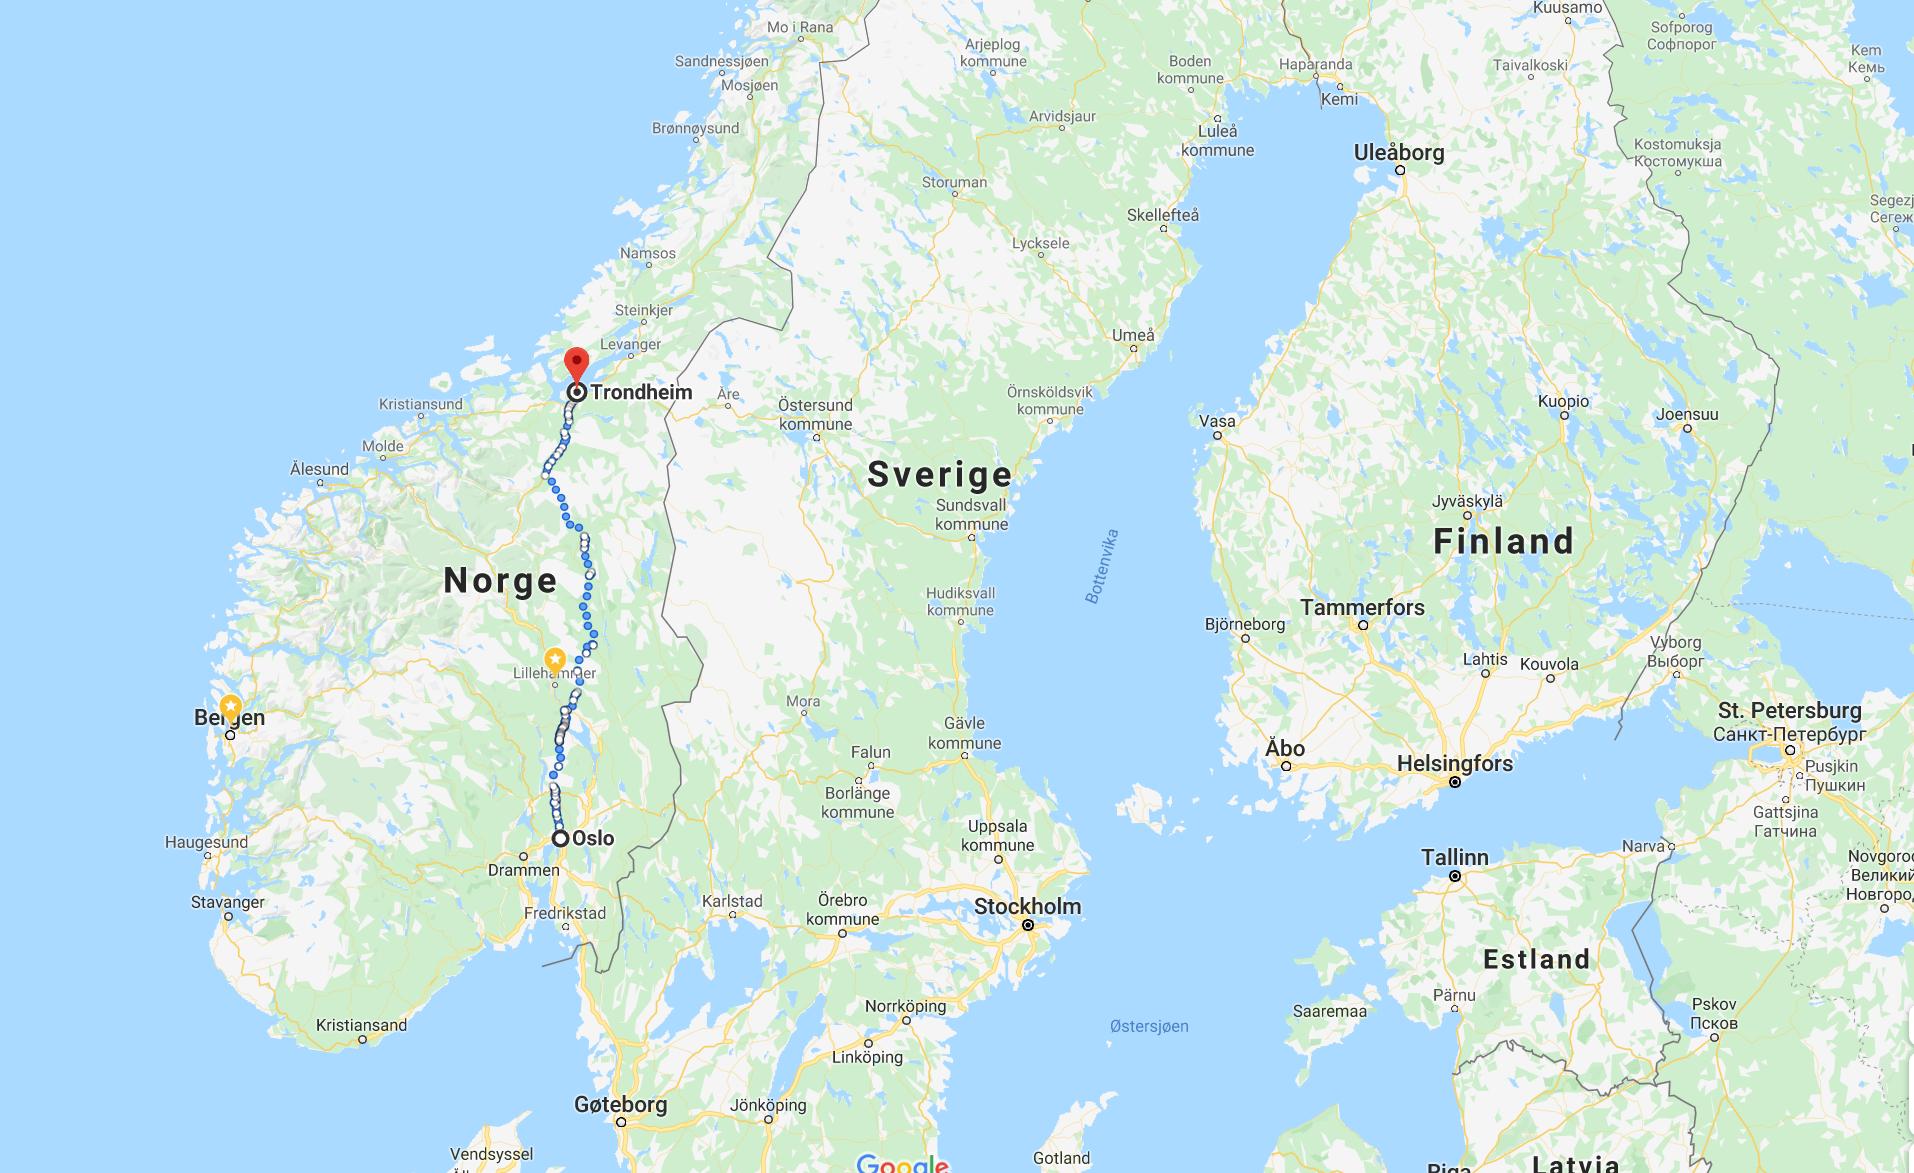 Mo i Rana
Kuusamo
Sofporog
Софпорог
Sandnessjøen
Arjeplog
kommune
Boden
kommune
Haparanda
Taivalkoski
Kem
Кемь
Mosjøen
Kemi
Brønnøysund
Arvidsjaur
Luleå
kommune
Uleåborg
Kostomuksja
Костомукша
Storuman
Skellefteå
Lycksele
Namsos
Steinkjer
Umeå
Levanger
Trondheim
Åre
Östersund
kommune
Örnsköldsvik
kommune
Kristiansund
Vasa
Kuopio
Joensuu
Molde
Ålesund
Sverige
Sundsvall
kommune
Jyväskylä
Finland
Bottenvika
Norge
Hudiksvall
kommune
Tammerfors
Björneborg
Vyborg
Выборг
Lahtis
Kouvola
Lillehammer
Bergen
Mora
Gävle
kommune
St. Petersburg
Санкт-Петербург
Falun
Åbo
Helsingfors
Pusjkin
Пушкин
Borlänge
kommune
Gattsjina
Гатчина
Oslo
Uppsala
kommune
Haugesund
Narva
Tallinn
Drammen
Stavanger
Karlstad
Örebro
kommune
Stockholm
Fredrikstad
Estland
Norrköping
Pärnu
Saaremaa
Pskov
Псков
Kristiansand
Østersjøen
Linköping
Gøteborg
Jönköping
Vendsyssel
Gotland
Google
Riga
Latvia